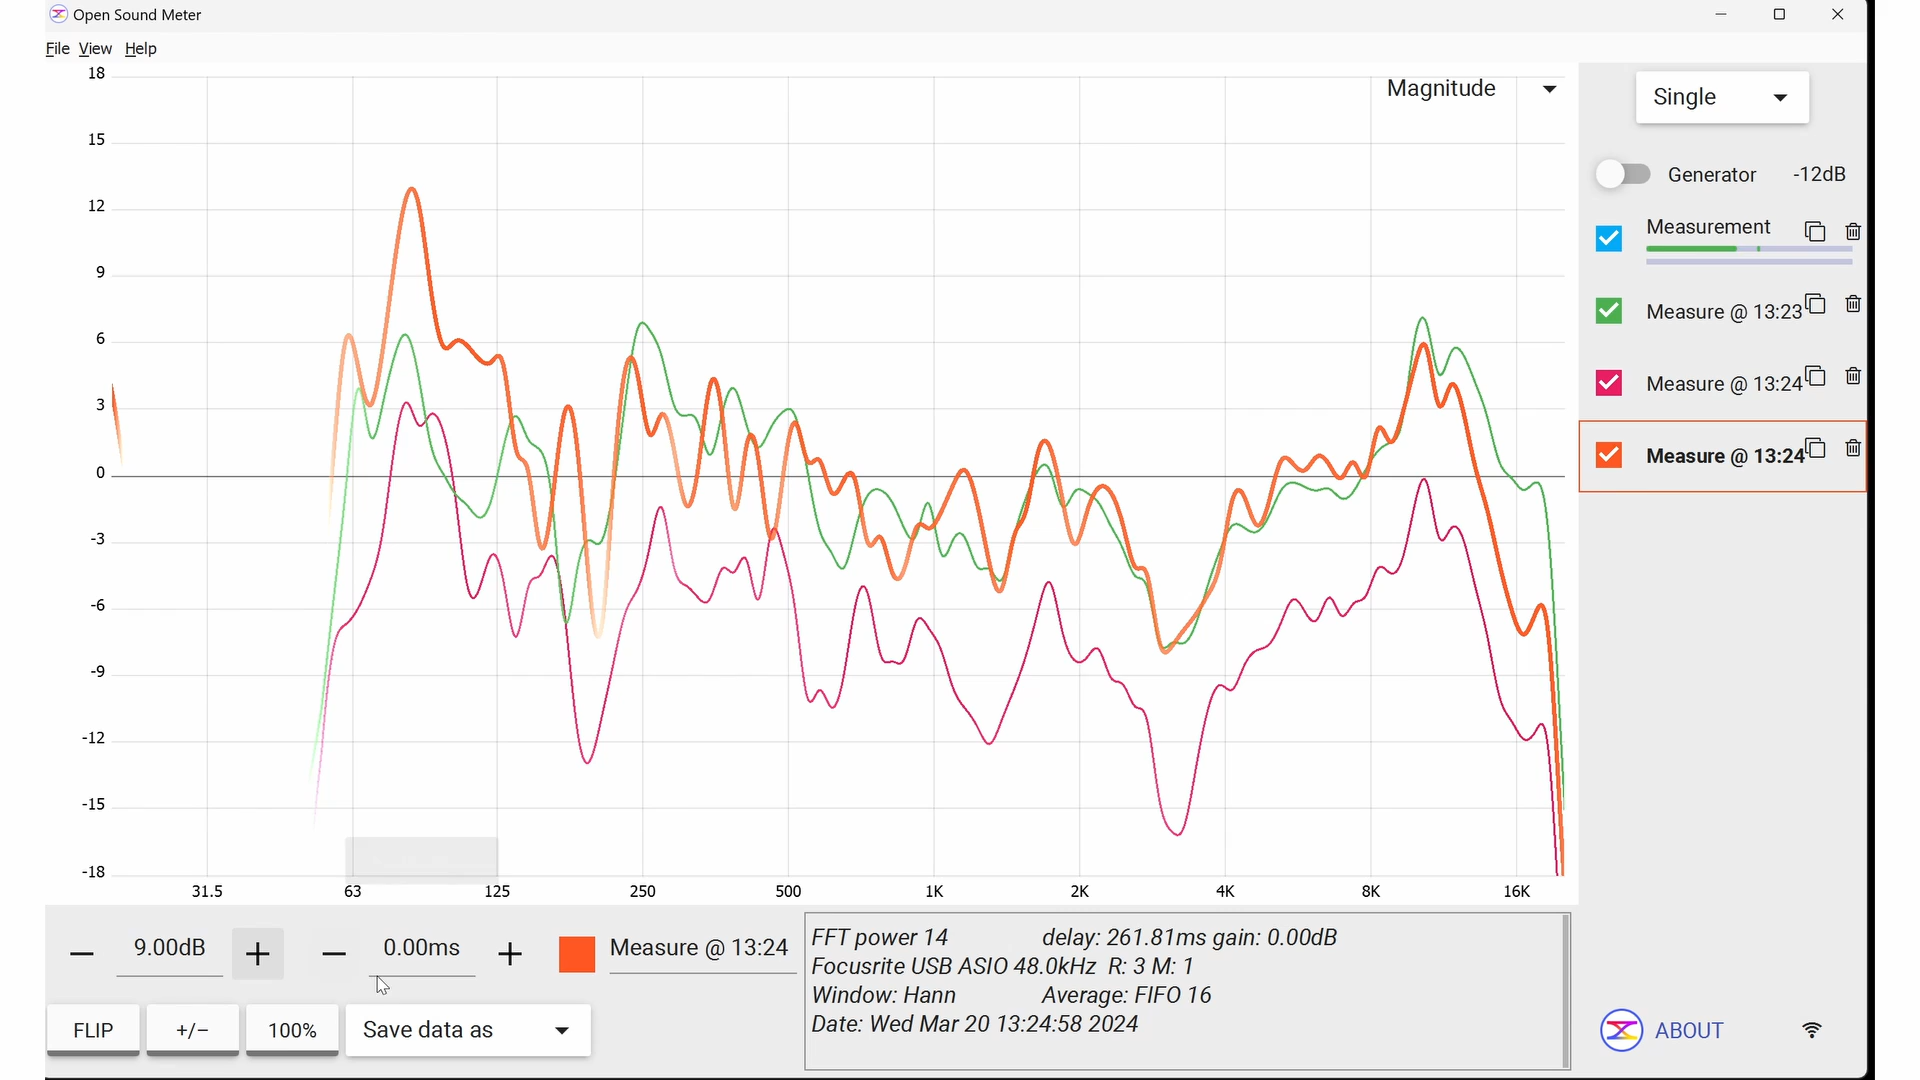 Open Sound Meter
File View Help
18
Magnitude
Single
15
Generator -12dB
12
Measurement
9
Measure @ 13:23
6
Measure @ 13:24
3
Measure @ 13:24
0
-3
-6
-9
-12
-15
-18
31.5 63 125 250 500 1K 2K 4K 8K 16K
9.00dB
0.00ms
Measure @ 13:24
FFT power 14 delay: 261.81ms gain: 0.00dB
Focusrite USB ASIO 48.0kHz R: 3 M: 1
Window: Hann Average: FIFO 16
Date: Wed Mar 20 13:24:58 2024
FLIP +/− 100% Save data as
ABOUT